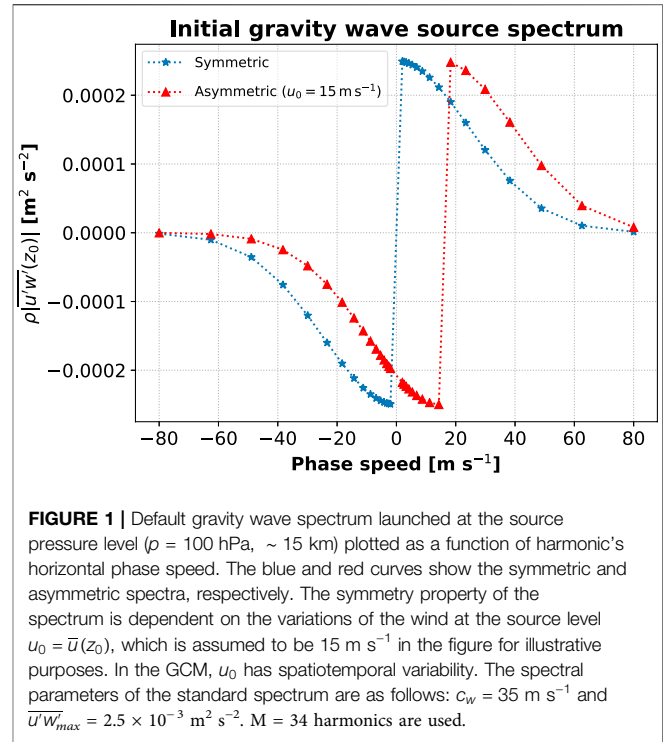 Initial gravity wave source spectrum
Symmetric
Asymmetric (u₀ = 15 m s⁻¹)
0.0002
0.0001
0.0000
−0.0001
−0.0002
ρ|u′w′(z₀)| [m² s⁻²]
−80 −60 −40 −20 0 20 40 60 80
Phase speed [m s⁻¹]
FIGURE 1 | Default gravity wave spectrum launched at the source
pressure level (p = 100 hPa, ~ 15 km) plotted as a function of harmonic's
horizontal phase speed. The blue and red curves show the symmetric and
asymmetric spectra, respectively. The symmetry property of the
spectrum is dependent on the variations of the wind at the source level
u₀ = u̅(z₀), which is assumed to be 15 m s⁻¹ in the figure for illustrative
purposes. In the GCM, u₀ has spatiotemporal variability. The spectral
parameters of the standard spectrum are as follows: c_w = 35 m s⁻¹ and
u′w′_max = 2.5 × 10⁻³ m² s⁻². M = 34 harmonics are used.